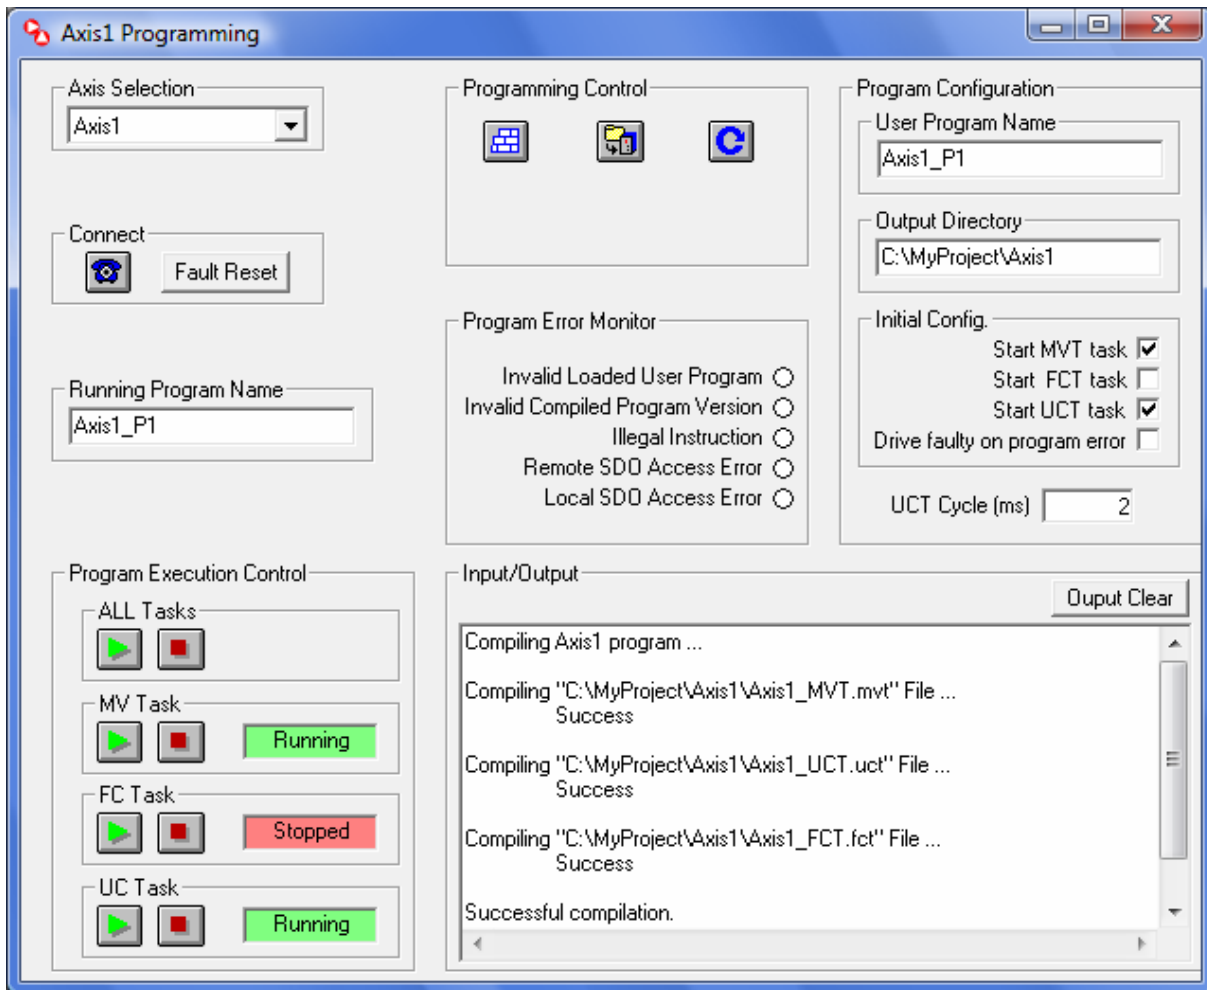 Axis1 Programming
Axis Selection
Axis1
Connect
Fault Reset
Running Program Name
Axis1_P1
Programming Control
Program Error Monitor
Invalid Loaded User Program
Invalid Compiled Program Version
Illegal Instruction
Remote SDO Access Error
Local SDO Access Error
Program Configuration
User Program Name
Axis1_P1
Output Directory
C:\MyProject\Axis1
Initial Config.
Start MVT task
Start FCT task
Start UCT task
Drive faulty on program error
UCT Cycle (ms) 2
Program Execution Control
ALL Tasks
MV Task
Running
FC Task
Stopped
UC Task
Running
Input/Output
Ouput Clear
Compiling Axis1 program ...
Compiling "C:\MyProject\Axis1\Axis1_MVT.mvt" File ...
Success
Compiling "C:\MyProject\Axis1\Axis1_UCT.uct" File ...
Success
Compiling "C:\MyProject\Axis1\Axis1_FCT.fct" File ...
Success
Successful compilation.